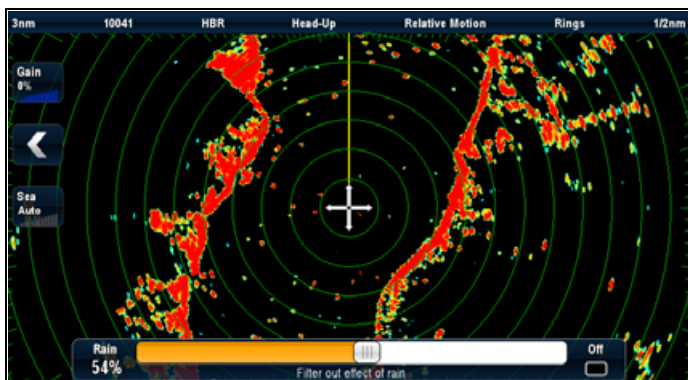 3nm 10041 HBR Head-Up Relative Motion Rings 1/2nm
Gain
0%
Sea
Auto
Rain Off
54%
Filter out effect of rain